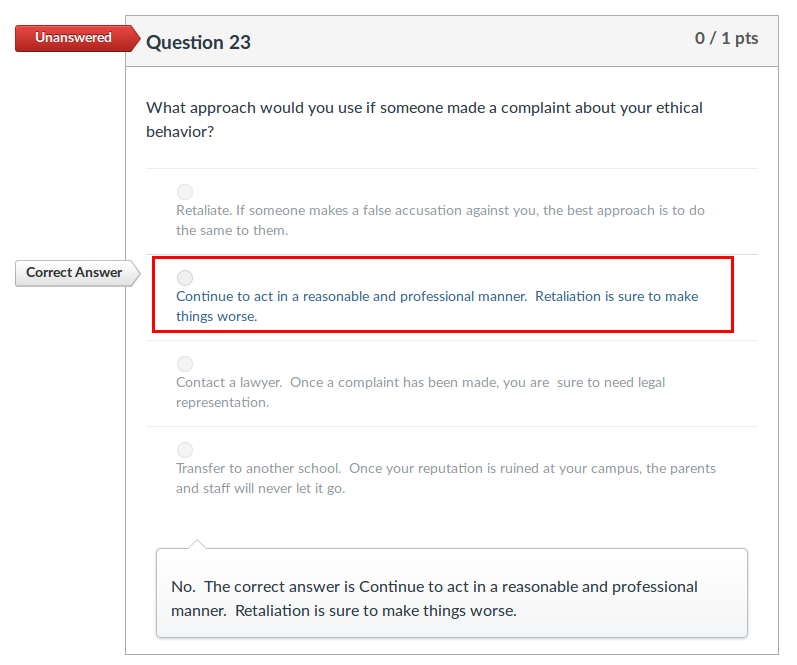 Unanswered
Question 23
0 / 1 pts
What approach would you use if someone made a complaint about your ethical
behavior?
Retaliate. If someone makes a false accusation against you, the best approach is to do
the same to them.
Correct Answer
Continue to act in a reasonable and professional manner.  Retaliation is sure to make
things worse.
Contact a lawyer.  Once a complaint has been made, you are  sure to need legal
representation.
Transfer to another school.  Once your reputation is ruined at your campus, the parents
and staff will never let it go.
No.  The correct answer is Continue to act in a reasonable and professional
manner.  Retaliation is sure to make things worse.